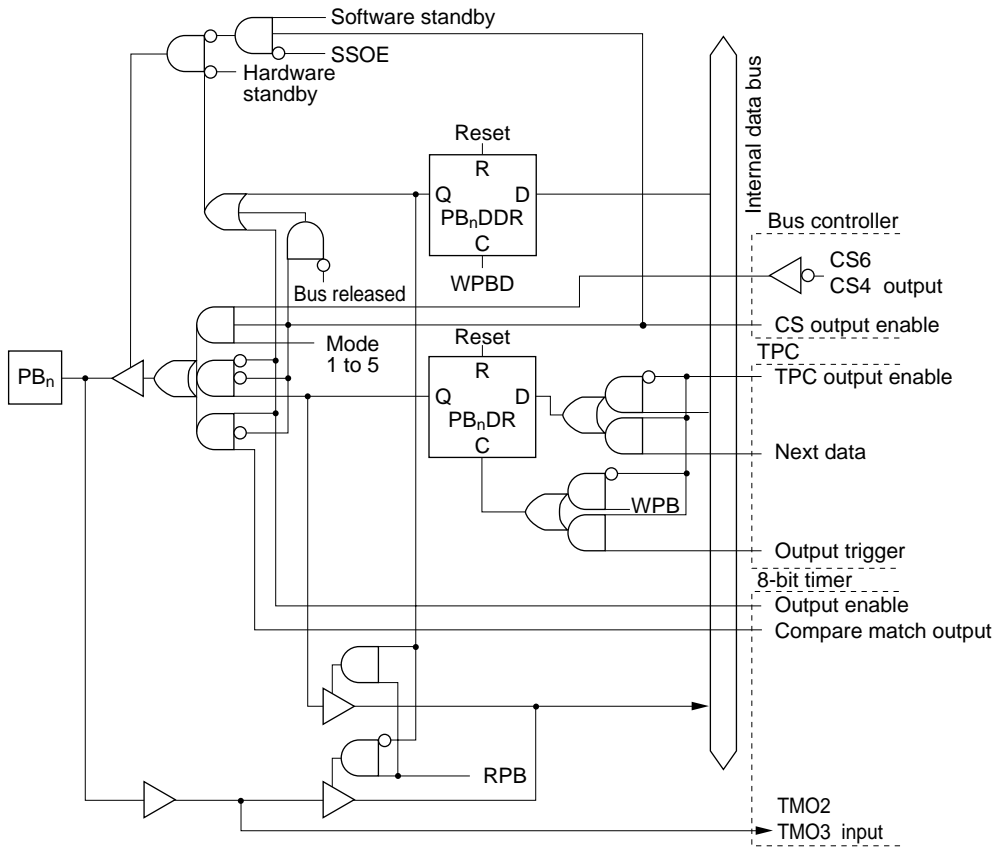 Software standby
SSOE
Hardware
standby
Internal data bus
Reset
R
Q D
PBnDDR
C
WPBD
Bus controller
CS6
CS4 output
Bus released
CS output enable
Mode
1 to 5
Reset
TPC
TPC output enable
PBn
R
Q D
PBnDR
C
Next data
WPB
Output trigger
8-bit timer
Output enable
Compare match output
RPB
TMO2
TMO3 input